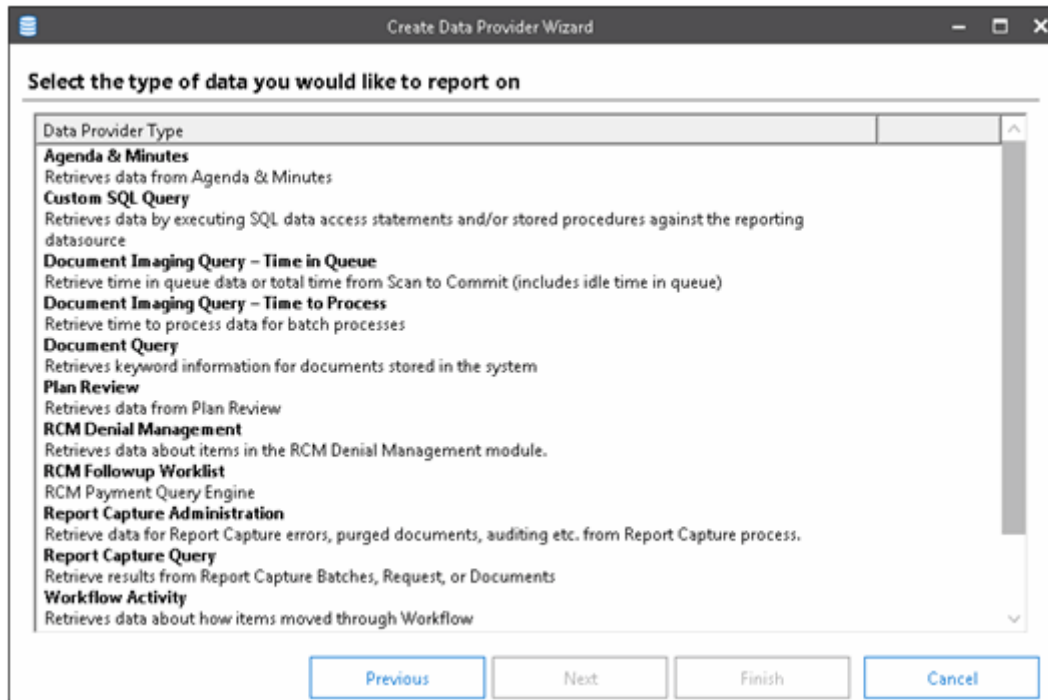 Create Data Provider Wizard
Select the type of data you would like to report on
Data Provider Type
Agenda & Minutes
Retrieves data from Agenda & Minutes
Custom SQL Query
Retrieves data by executing SQL data access statements and/or stored procedures against the reporting
datasource
Document Imaging Query – Time in Queue
Retrieve time in queue data or total time from Scan to Commit (includes idle time in queue)
Document Imaging Query – Time to Process
Retrieve time to process data for batch processes
Document Query
Retrieves keyword information for documents stored in the system
Plan Review
Retrieves data from Plan Review
RCM Denial Management
Retrieves data about items in the RCM Denial Management module.
RCM Followup Worklist
RCM Payment Query Engine
Report Capture Administration
Retrieve data for Report Capture errors, purged documents, auditing etc. from Report Capture process.
Report Capture Query
Retrieve results from Report Capture Batches, Request, or Documents
Workflow Activity
Retrieves data about how items moved through Workflow
Previous Next Finish Cancel